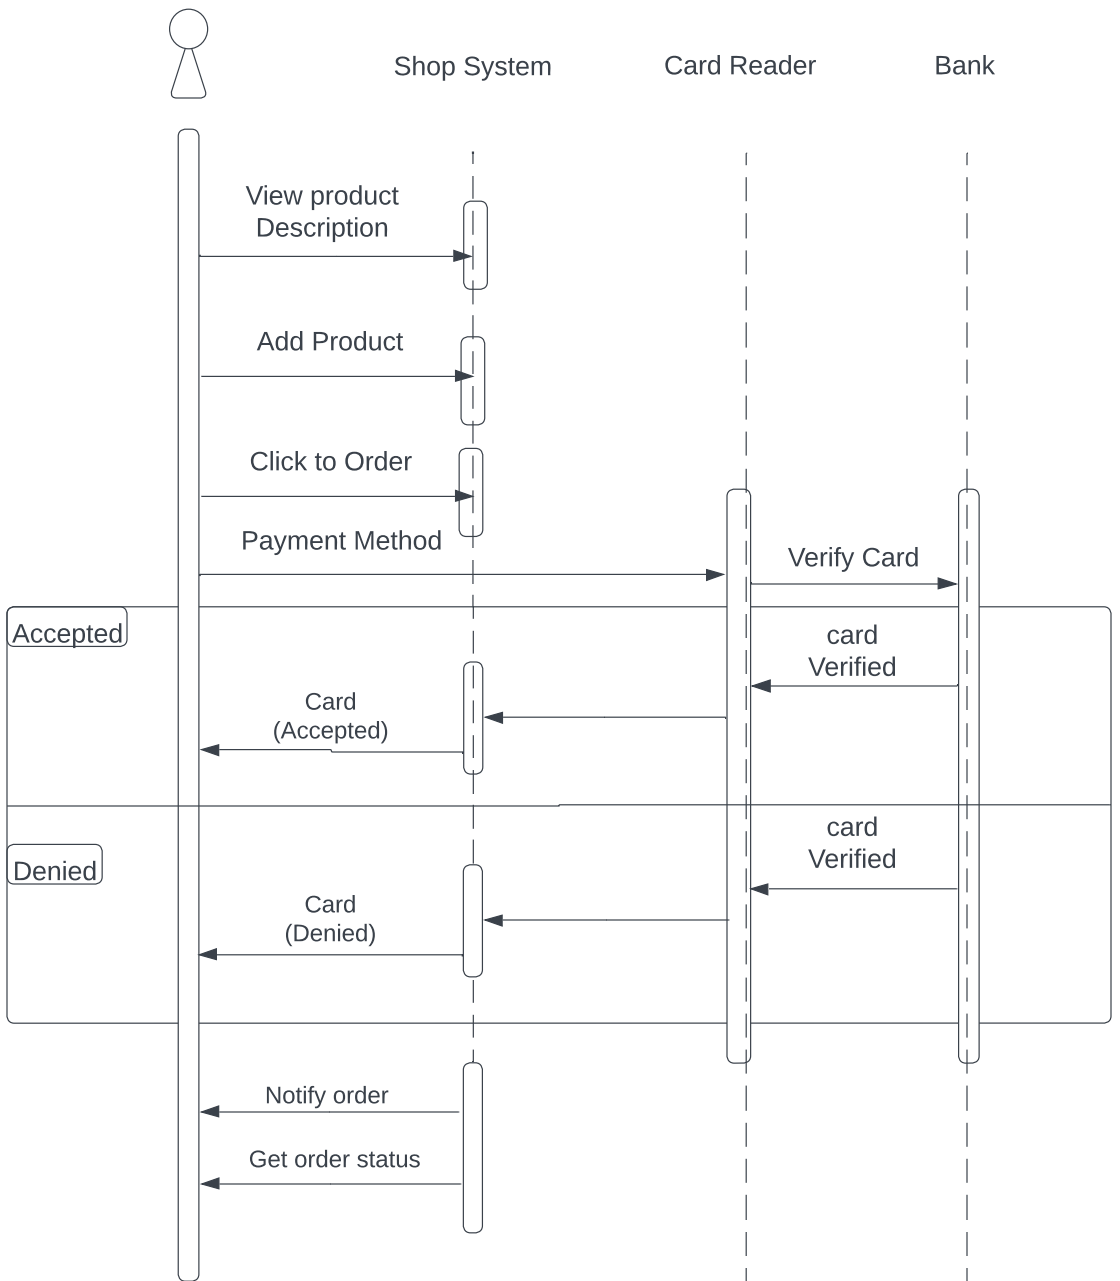 Shop System
Card Reader
Bank
View product
Description
Add Product
Click to Order
Payment Method
Verify Card
Accepted
card
Verified
Card
(Accepted)
card
Verified
Denied
Card
(Denied)
Notify order
Get order status